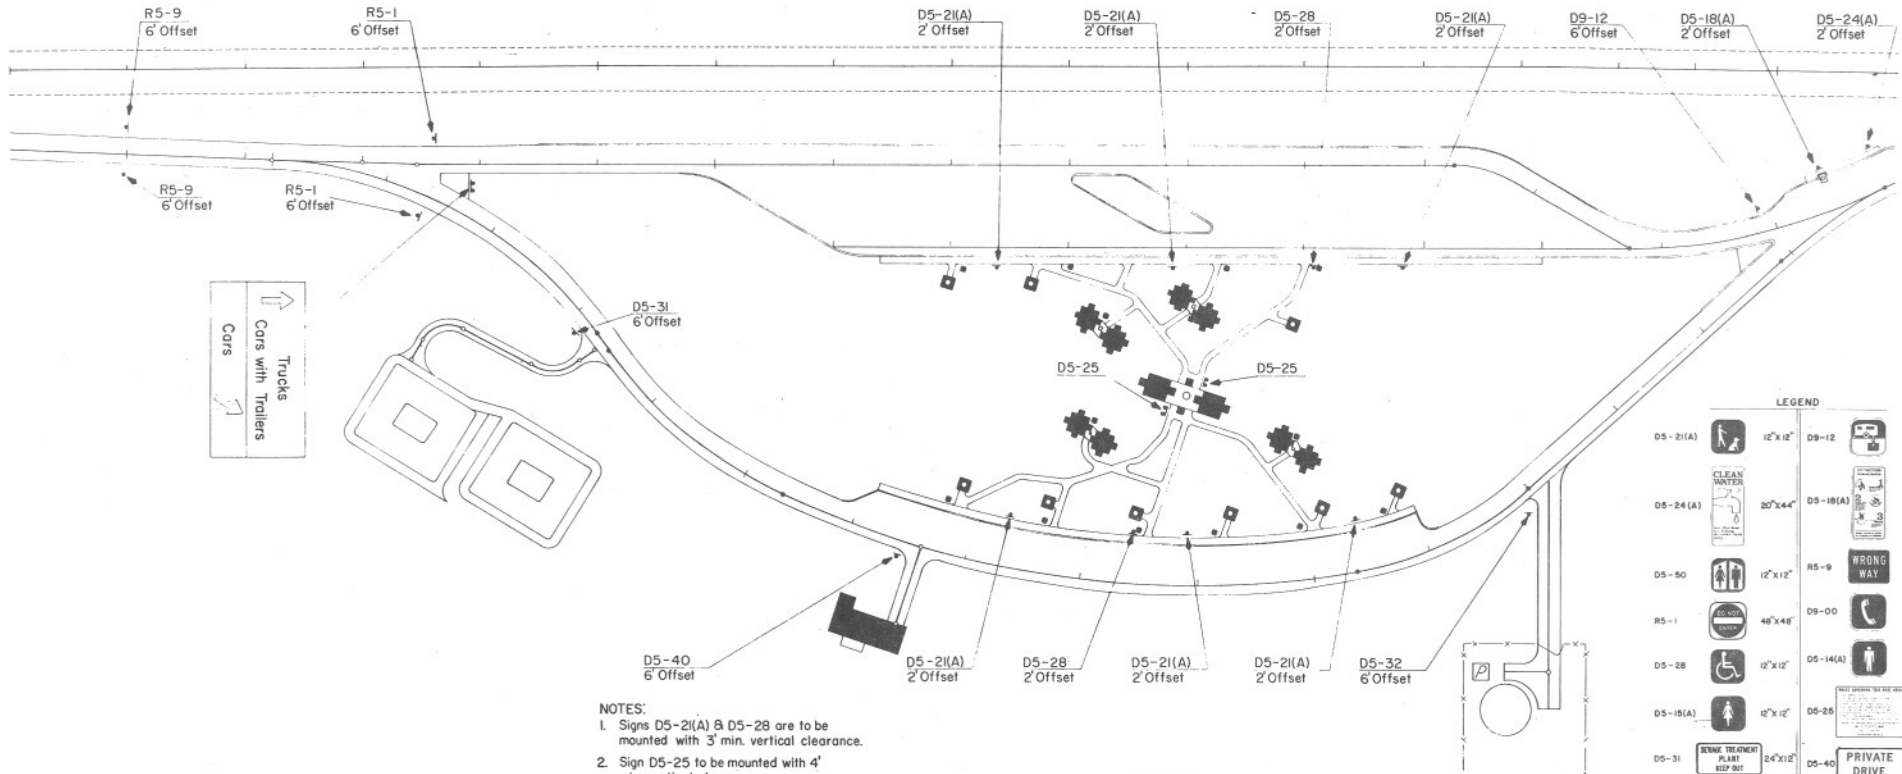 R5-9
6' Offset
R5-1
6' Offset
D5-21(A)
2' Offset
D5-21(A)
2' Offset
D5-28
2' Offset
D5-21(A)
2' Offset
D9-12
6' Offset
D5-18(A)
2' Offset
D5-24(A)
2' Offset
R5-9
6' Offset
R5-1
6' Offset
Trucks
Cars with Trailers
Cars
D5-31
6' Offset
D5-25
D5-25
D5-40
6' Offset
D5-21(A)
2' Offset
D5-28
2' Offset
D5-21(A)
2' Offset
D5-21(A)
2' Offset
D5-32
6' Offset
P
NOTES:
1. Signs D5-21(A) & D5-28 are to be
mounted with 3' min. vertical clearance.
2. Sign D5-25 to be mounted with 4'
LEGEND
D5-21(A) 12"X12"
D5-24(A) CLEAN WATER 20"X44"
D5-50 12"X12"
R5-1 DO NOT ENTER 48"X48"
D5-28 12"X12"
D5-15(A) 12"X12"
D5-31 SEWAGE TREATMENT PLANT KEEP OUT 24"X12"
D9-12
D5-18(A)
R5-9 WRONG WAY
D9-00
D5-14(A)
D5-25
D5-40 PRIVATE DRIVE